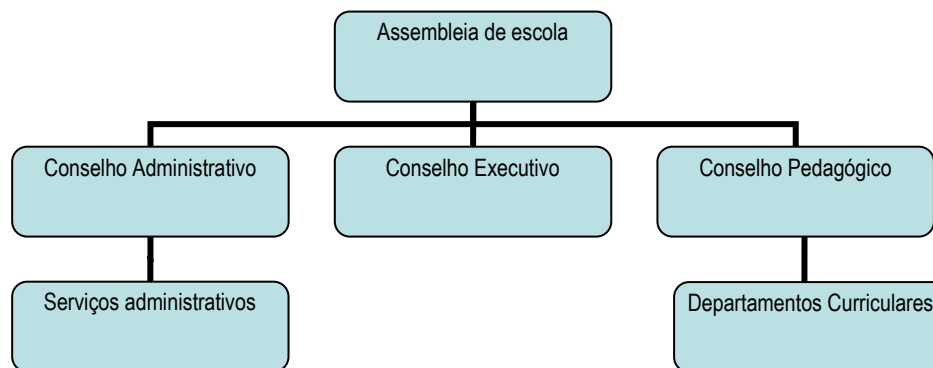 Assembleia de escola
Conselho Administrativo
Conselho Executivo
Conselho Pedagógico
Serviços administrativos
Departamentos Curriculares